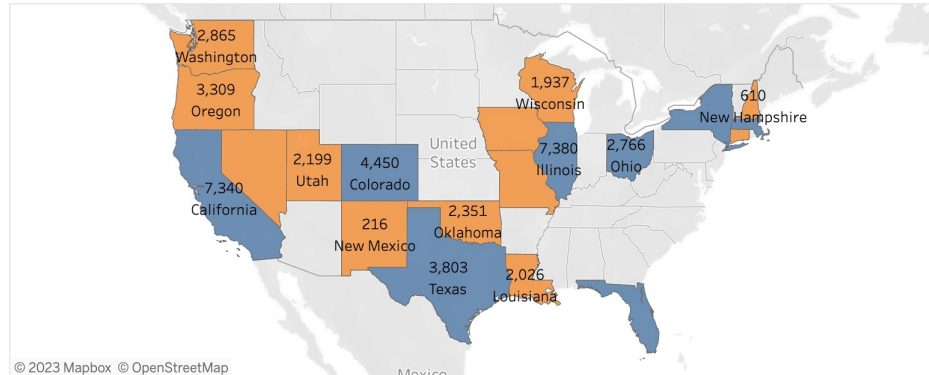 2,865
Washington
3,309
Oregon
7,340
California
2,199
Utah
4,450
Colorado
216
New Mexico
United
States
2,351
Oklahoma
3,803
Texas
2,026
Louisiana
1,937
Wisconsin
7,380
Illinois
2,766
Ohio
610
New Hampshire
© 2023 Mapbox © OpenStreetMap
Mexico